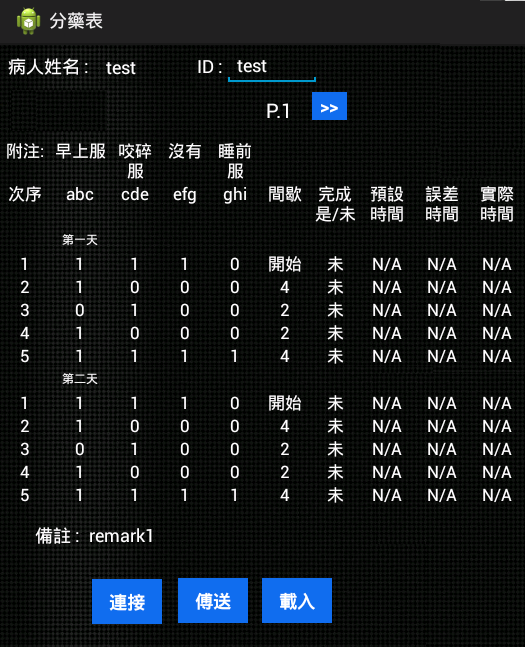 分藥表
病人姓名： test ID： test
P.1 >>
附注: 早上服 咬碎服 沒有 睡前服
次序 abc cde efg ghi 間歇 完成是/未 預設時間 誤差時間 實際時間
第一天
1 1 1 1 0 開始 未 N/A N/A N/A
2 1 0 0 0 4 未 N/A N/A N/A
3 0 1 0 0 2 未 N/A N/A N/A
4 1 0 0 0 2 未 N/A N/A N/A
5 1 1 1 1 4 未 N/A N/A N/A
第二天
1 1 1 1 0 開始 未 N/A N/A N/A
2 1 0 0 0 4 未 N/A N/A N/A
3 0 1 0 0 2 未 N/A N/A N/A
4 1 0 0 0 2 未 N/A N/A N/A
5 1 1 1 1 4 未 N/A N/A N/A
備註： remark1
連接 傅送 載入